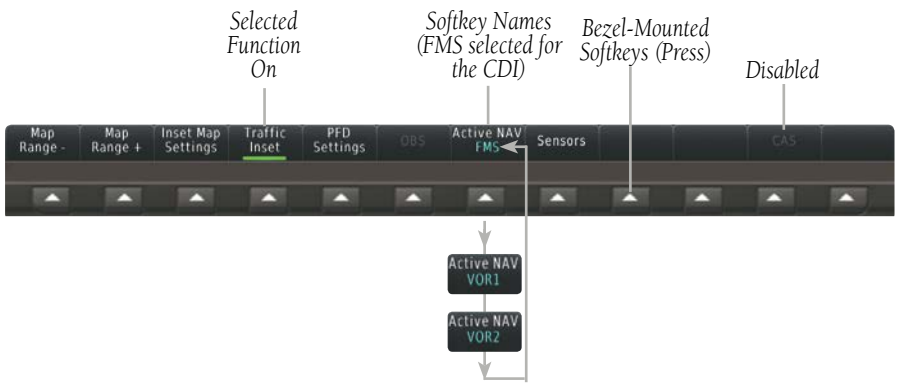 Selected
Function
On
Softkey Names
(FMS selected for
the CDI)
Bezel-Mounted
Softkeys (Press)
Disabled
Map
Range -
Map
Range +
Inset Map
Settings
Traffic
Inset
PFD
Settings
OBS
Active NAV
FMS
Sensors
CAS
Active NAV
VOR1
Active NAV
VOR2